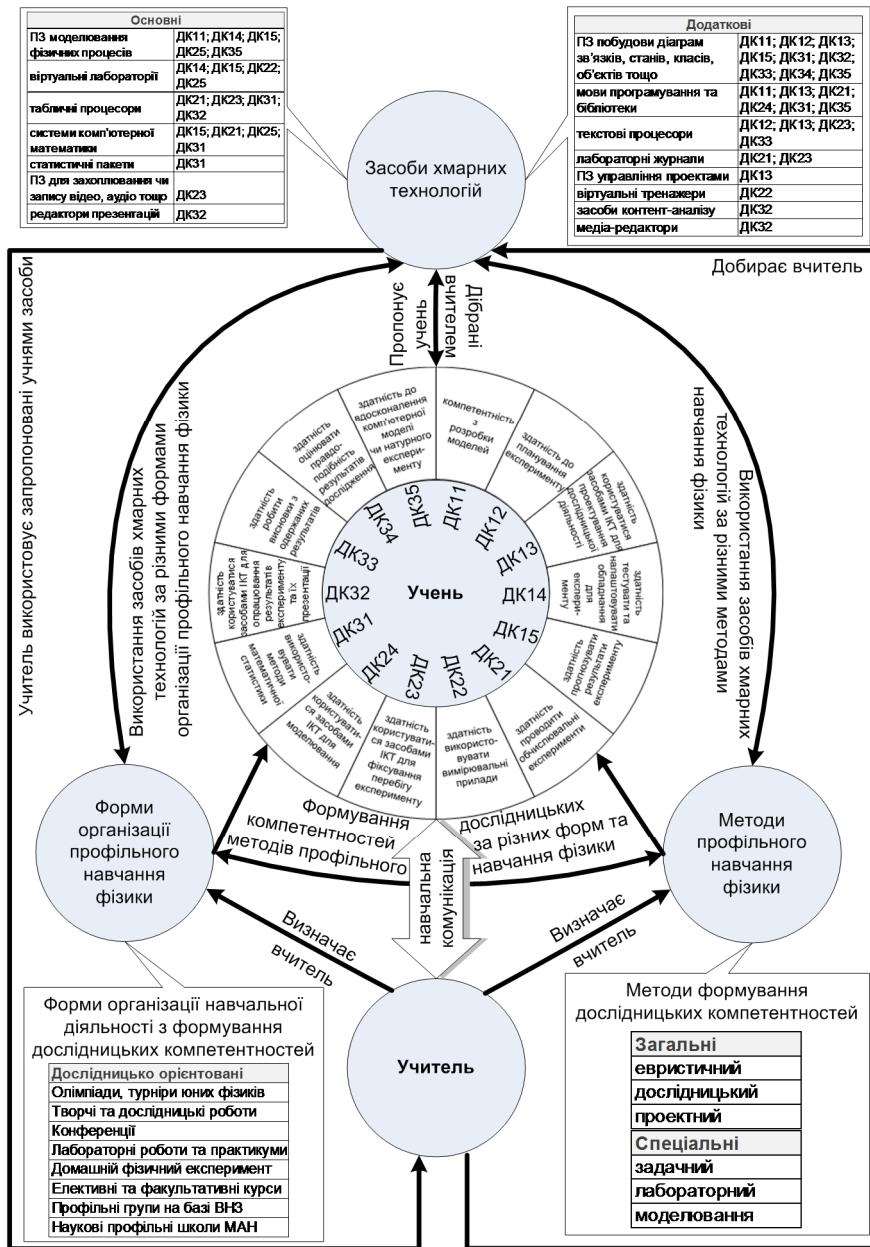 Основні
ПЗ моделювання ДК11; ДК14; ДК15;
фізичних процесів ДК25; ДК35
віртуальні лабораторії ДК14; ДК15; ДК22;
ДК25
табличні процесори ДК21; ДК23; ДК31;
ДК32
системи комп'ютерної ДК15; ДК21; ДК25;
математики ДК31
статистичні пакети ДК31
ПЗ для захоплювання чи
запису відео, аудіо тощо ДК23
редактори презентацій ДК32
Додаткові
ПЗ побудови діаграм ДК11; ДК12; ДК13;
зв'язків, станів, класів, ДК15; ДК31; ДК32;
об'єктів тощо ДК33; ДК34; ДК35
мови програмування та ДК11; ДК13; ДК21;
бібліотеки ДК24; ДК31; ДК35
текстові процесори ДК12; ДК13; ДК23;
ДК33
лабораторні журнали ДК21; ДК23
ПЗ управління проектами ДК13
віртуальні тренажери ДК22
засоби контент-аналізу ДК32
медіа-редактори ДК32
Засоби хмарних
технологій
Добирає вчитель
Учитель використовує запропоновані учнями засоби
Пропонує
учень
Дібрані
вчителем
Використання засобів хмарних
технологій за різними формами
організації профільного навчання фізики
Використання засобів хмарних
технологій за різними методами
навчання фізики
компетентність
з
розробки
моделей
здатність до
планування
експерименту
здатність
користуватися
засобами ІКТ для
проектування
дослідницької
діяльності
здатність
тестувати та
налаштовувати
обладнання
для
експери-
менту
здатність
прогнозувати
результати
експерименту
здатність
проводити
обчислювальні
експерименти
здатність
використо-
вувати
вимірювальні
прилади
здатність
користувати-
ся засобами
ІКТ для
фіксування
перебігу
експерименту
здатність
користувати-
ся засобами
ІКТ для
моделювання
здатність
використо-
вувати
методи
математичної
статистики
здатність
користуватися
засобами ІКТ для
опрацювання
результатів
експерименту
та їх
презентації
здатність
робити
висновки з
одержаних
результатів
здатність
оцінювати
правдо-
подібність
результатів
дослідження
здатність до
вдосконалення
комп'ютерної
моделі
чи натурного
експери-
менту
ДК11
ДК12
ДК13
ДК14
ДК15
ДК21
ДК22
ДК23
ДК24
ДК31
ДК32
ДК33
ДК34
ДК35
Учень
Форми
організації
профільного
навчання
фізики
Методи
профільного
навчання
фізики
Формування дослідницьких
компетентностей за різних форм та
методів профільного навчання фізики
навчальна
комунікація
Визначає
вчитель
Визначає
вчитель
Учитель
Форми організації навчальної
діяльності з формування
дослідницьких компетентностей
Дослідницько орієнтовані
Олімпіади, турніри юних фізиків
Творчі та дослідницькі роботи
Конференції
Лабораторні роботи та практикуми
Домашній фізичний експеримент
Елективні та факультативні курси
Профільні групи на базі ВНЗ
Наукові профільні школи МАН
Методи формування
дослідницьких компетентностей
Загальні
евристичний
дослідницький
проектний
Спеціальні
задачний
лабораторний
моделювання